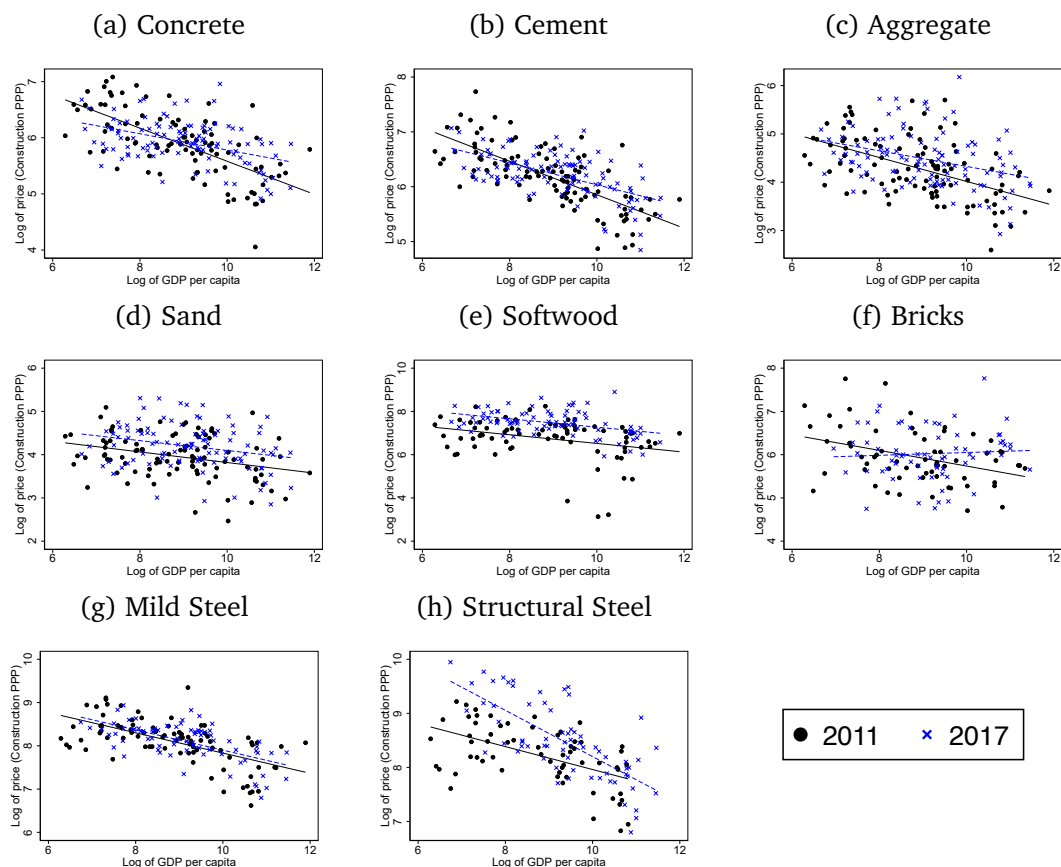 (a) Concrete
(b) Cement
(c) Aggregate
Log of price (Construction PPP)
4 5 6 7
6 8 10 12
Log of GDP per capita
Log of price (Construction PPP)
5 6 7 8
6 8 10 12
Log of GDP per capita
Log of price (Construction PPP)
3 4 5 6
6 8 10 12
Log of GDP per capita
(d) Sand
(e) Softwood
(f) Bricks
Log of price (Construction PPP)
2 3 4 5 6
6 8 10 12
Log of GDP per capita
Log of price (Construction PPP)
2 4 6 8 10
6 8 10 12
Log of GDP per capita
Log of price (Construction PPP)
4 5 6 7 8
6 8 10 12
Log of GDP per capita
(g) Mild Steel
(h) Structural Steel
Log of price (Construction PPP)
6 7 8 9 10
6 8 10 12
Log of GDP per capita
Log of price (Construction PPP)
7 8 9 10
6 8 10 12
Log of GDP per capita
2011 2017